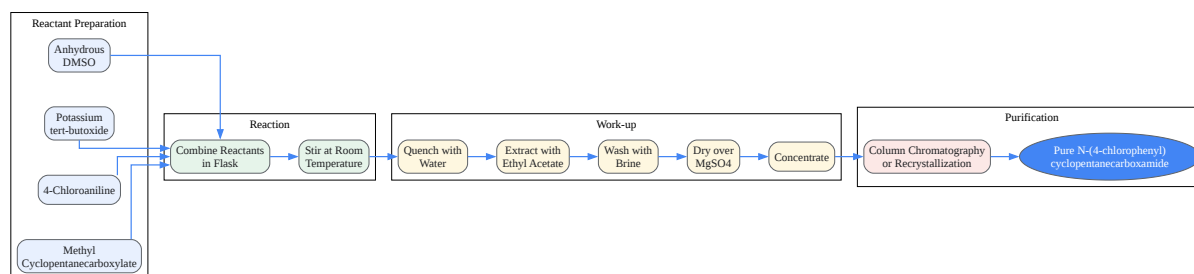 Reactant Preparation
Anhydrous
DMSO
Potassium
tert-butoxide
4-Chloroaniline
Methyl
Cyclopentanecarboxylate
Reaction
Combine Reactants
in Flask
Stir at Room
Temperature
Work-up
Quench with
Water
Extract with
Ethyl Acetate
Wash with
Brine
Dry over
MgSO4
Concentrate
Purification
Column Chromatography
or Recrystallization
Pure N-(4-chlorophenyl)
cyclopentanecarboxamide